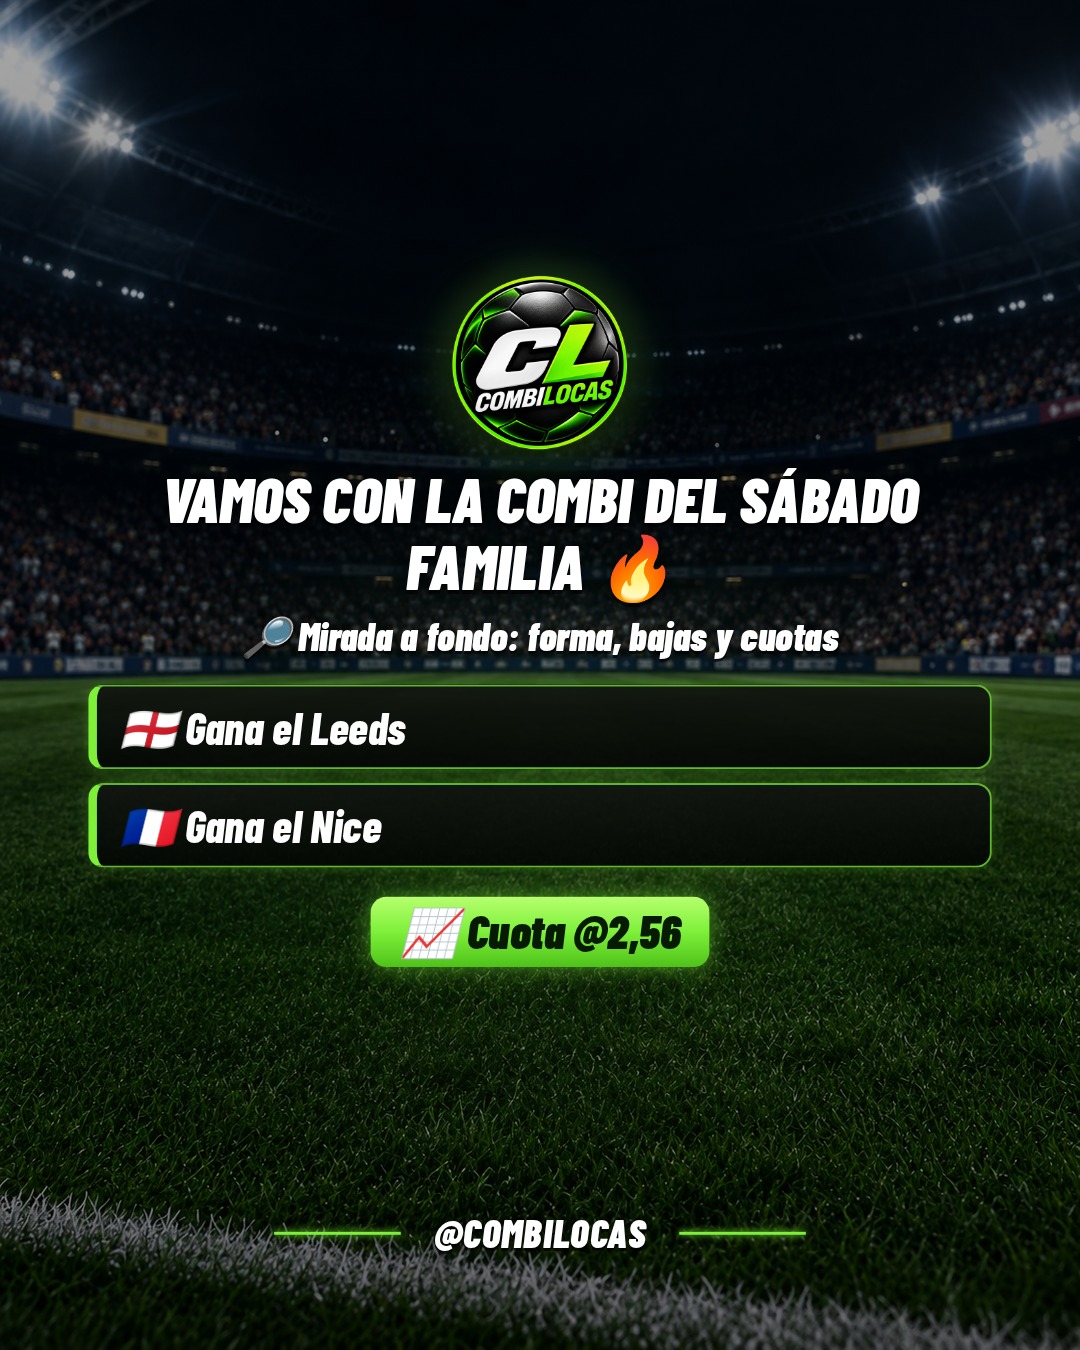 CL
COMBILOCAS
VAMOS CON LA COMBI DEL SÁBADO
FAMILIA 🔥
🔎 Mirada a fondo: forma, bajas y cuotas
🏴󠁧󠁢󠁥󠁮󠁧󠁿 Gana el Leeds
🇫🇷 Gana el Nice
📈 Cuota @2,56
@COMBILOCAS